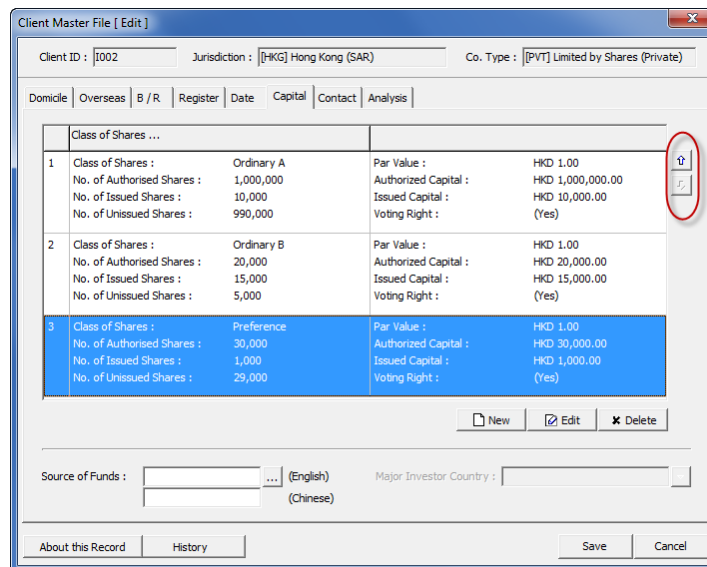 Client Master File [ Edit ]
Client ID : I002 Jurisdiction : [HKG] Hong Kong (SAR) Co. Type : [PVT] Limited by Shares (Private)
Domicile Overseas B / R Register Date Capital Contact Analysis
Class of Shares ...
1 Class of Shares : Ordinary A Par Value : HKD 1.00
No. of Authorised Shares : 1,000,000 Authorized Capital : HKD 1,000,000.00
No. of Issued Shares : 10,000 Issued Capital : HKD 10,000.00
No. of Unissued Shares : 990,000 Voting Right : (Yes)
2 Class of Shares : Ordinary B Par Value : HKD 1.00
No. of Authorised Shares : 20,000 Authorized Capital : HKD 20,000.00
No. of Issued Shares : 15,000 Issued Capital : HKD 15,000.00
No. of Unissued Shares : 5,000 Voting Right : (Yes)
3 Class of Shares : Preference Par Value : HKD 1.00
No. of Authorised Shares : 30,000 Authorized Capital : HKD 30,000.00
No. of Issued Shares : 1,000 Issued Capital : HKD 1,000.00
No. of Unissued Shares : 29,000 Voting Right : (Yes)
New Edit Delete
Source of Funds : ... (English) Major Investor Country :
(Chinese)
About this Record History Save Cancel